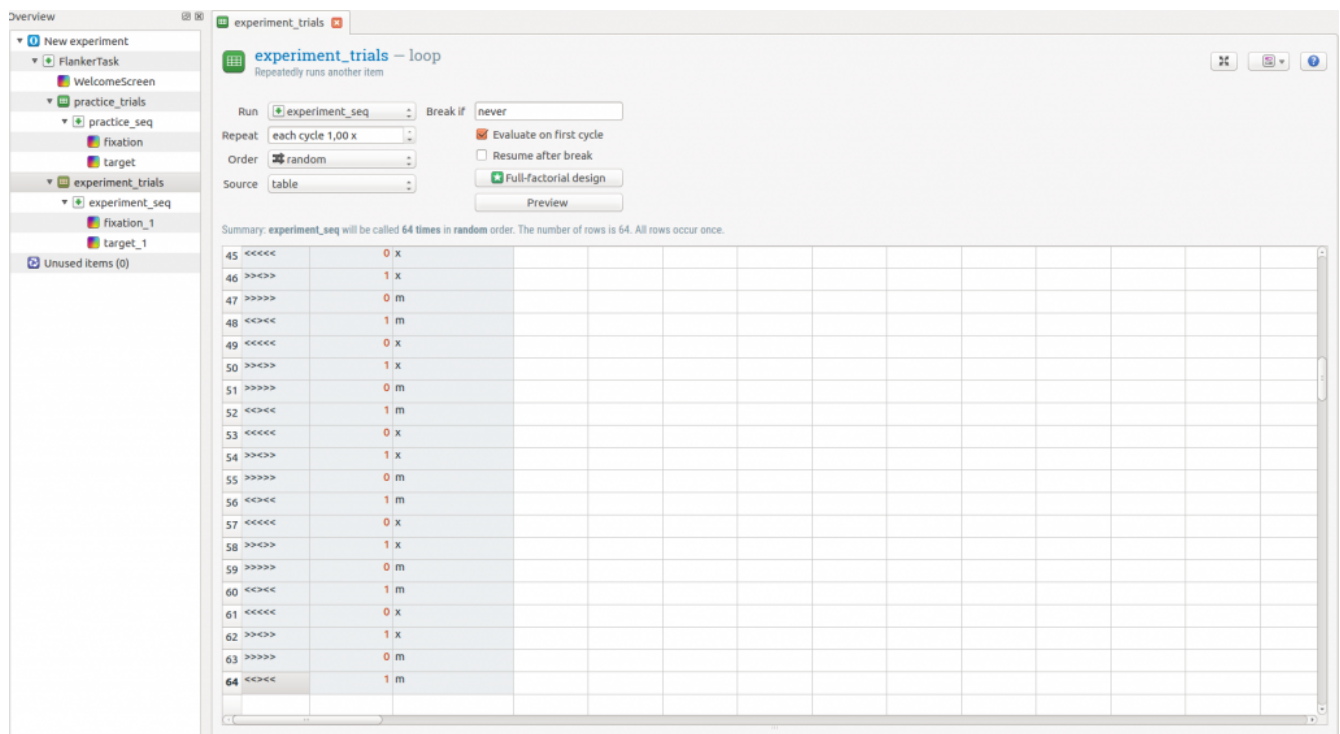 Overview
New experiment
FlankerTask
WelcomeScreen
practice_trials
practice_seq
fixation
target
experiment_trials
experiment_seq
fixation_1
target_1
Unused items (0)
experiment_trials
experiment_trials — loop
Repeatedly runs another item
Run experiment_seq Break if never
Repeat each cycle 1,00 x Evaluate on first cycle
Order random Resume after break
Full-factorial design
Source table
Preview
Summary: experiment_seq will be called 64 times in random order. The number of rows is 64. All rows occur once.
45 <<<<< 0 x
46 >><>> 1 x
47 >>>>> 0 m
48 <<><< 1 m
49 <<<<< 0 x
50 >><>> 1 x
51 >>>>> 0 m
52 <<><< 1 m
53 <<<<< 0 x
54 >><>> 1 x
55 >>>>> 0 m
56 <<><< 1 m
57 <<<<< 0 x
58 >><>> 1 x
59 >>>>> 0 m
60 <<><< 1 m
61 <<<<< 0 x
62 >><>> 1 x
63 >>>>> 0 m
64 <<><< 1 m